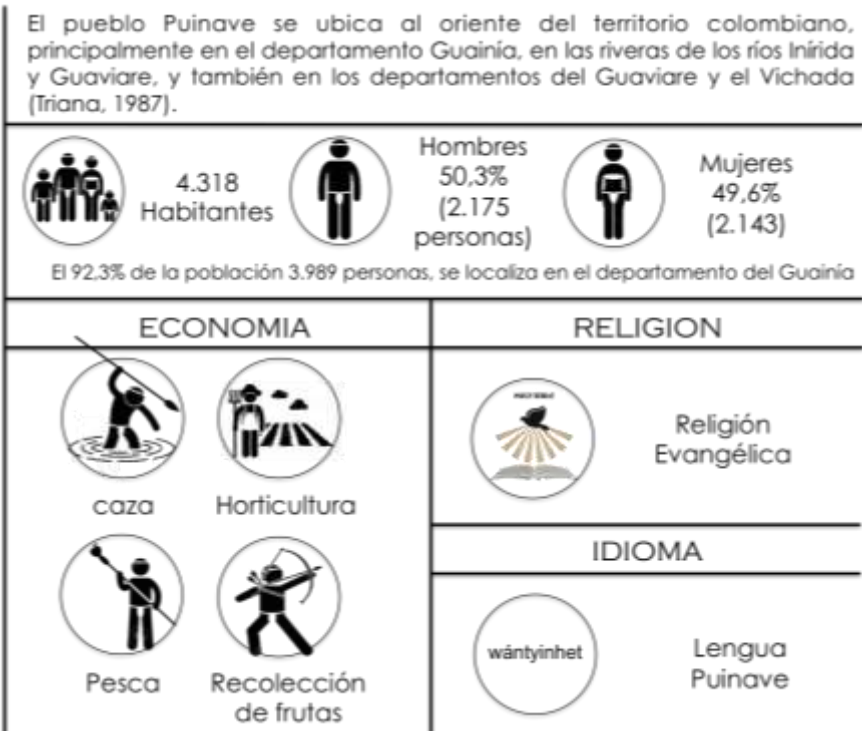 El pueblo Puinave se ubica al oriente del territorio colombiano,
principalmente en el departamento Guainía, en las riveras de los ríos Inírida
y Guaviare, y también en los departamentos del Guaviare y el Vichada
(Triana, 1987).
4.318
Habitantes
Hombres
50,3%
(2.175
personas)
Mujeres
49,6%
(2.143)
El 92,3% de la población 3.989 personas, se localiza en el departamento del Guainía
ECONOMIA
caza
Horticultura
Pesca
Recolección
de frutas
RELIGION
Religión
Evangélica
IDIOMA
wántyinhet
Lengua
Puinave